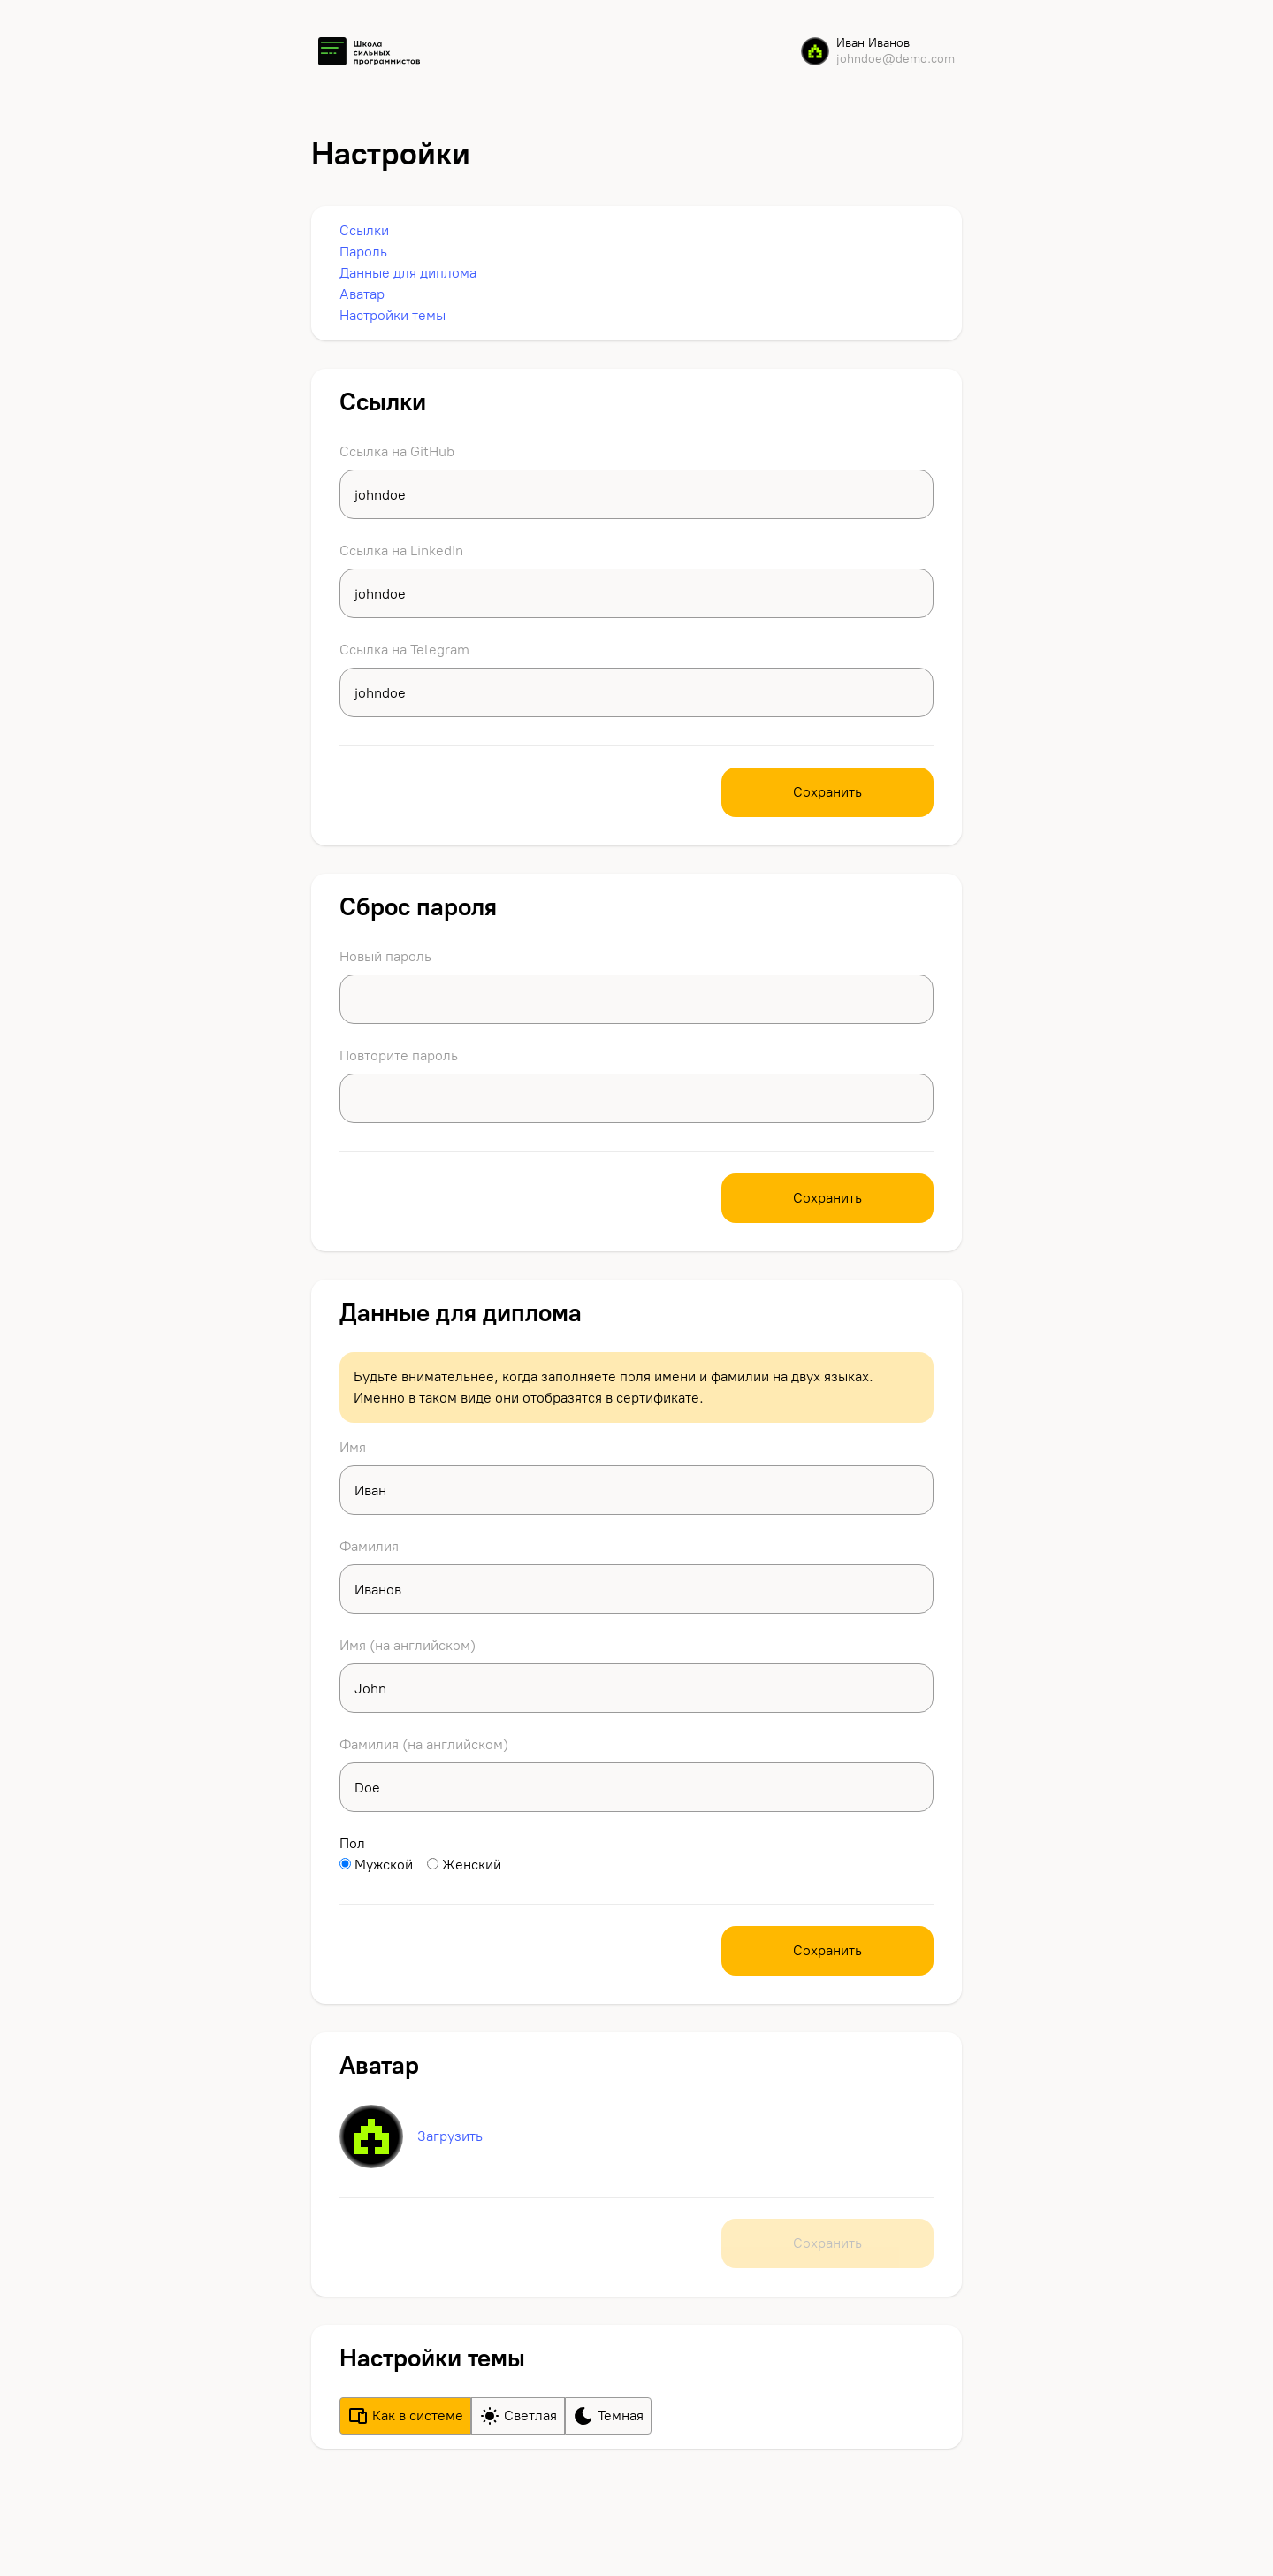 Школа
сильных
программистов
Иван Иванов
johndoe@demo.com
Настройки
Ссылки
Пароль
Данные для диплома
Аватар
Настройки темы
Ссылки
Ссылка на GitHub
johndoe
Ссылка на LinkedIn
johndoe
Ссылка на Telegram
johndoe
Сохранить
Сброс пароля
Новый пароль
Повторите пароль
Сохранить
Данные для диплома
Будьте внимательнее, когда заполняете поля имени и фамилии на двух языках.
Именно в таком виде они отобразятся в сертификате.
Имя
Иван
Фамилия
Иванов
Имя (на английском)
John
Фамилия (на английском)
Doe
Пол
Мужской Женский
Сохранить
Аватар
Загрузить
Сохранить
Настройки темы
Как в системе Светлая Темная